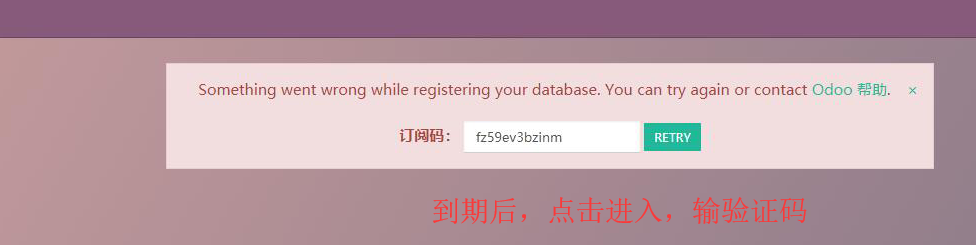 Something went wrong while registering your database. You can try again or contact Odoo 帮助. ×
订阅码： fz59ev3bzinm RETRY
到期后，点击进入，输验证码